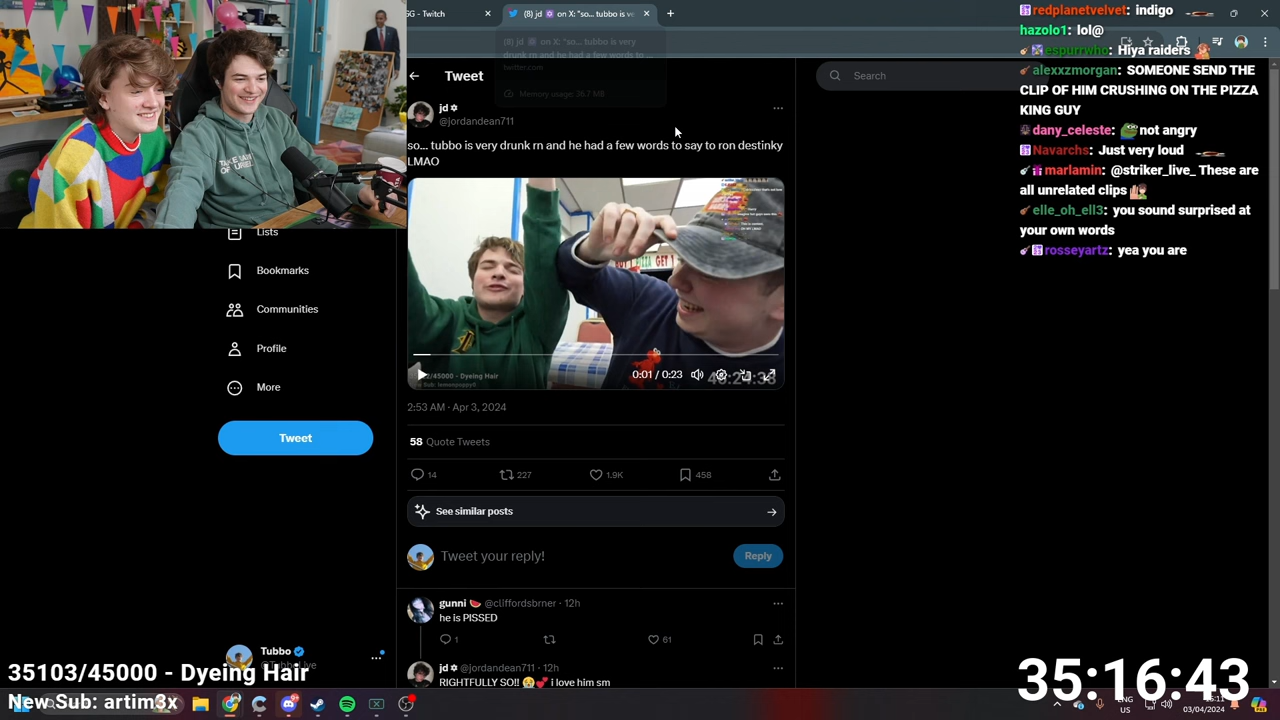 GG - Twitch
(8) jd ✡ on X: "so... tubbo is ve
(8) jd ✡ on X: "so... tubbo is very
drunk rn and he had a few words to ...
twitter.com
Memory usage: 36.7 MB
Tweet
Search
jd ✡
@jordandean711
so... tubbo is very drunk rn and he had a few words to say to ron destinky
LMAO
0:01 / 0:23
2:53 AM · Apr 3, 2024
58 Quote Tweets
14
227
1.9K
458
See similar posts
Tweet your reply!
Reply
gunni 🍉 @cliffordsbrner · 12h
he is PISSED
1
61
jd ✡ @jordandean711 · 12h
RIGHTFULLY SO!! 😭💕 i love him sm
Lists
Bookmarks
Communities
Profile
More
Tweet
Tubbo
35103/45000 - Dyeing Hair
New Sub: artim3x
redplanetvelvet: indigo
hazolo1: lol@
espurrwho: Hiya raiders
alexxzmorgan: SOMEONE SEND THE
CLIP OF HIM CRUSHING ON THE PIZZA
KING GUY
dany_celeste: not angry
Navarchs: Just very loud
marlamin: @striker_live_ Theee are
all unrelated clips
elle_oh_ell3: you sound surprised at
your own words
rosseyartz: yea you are
35:16:43
ENG
US
03/04/2024